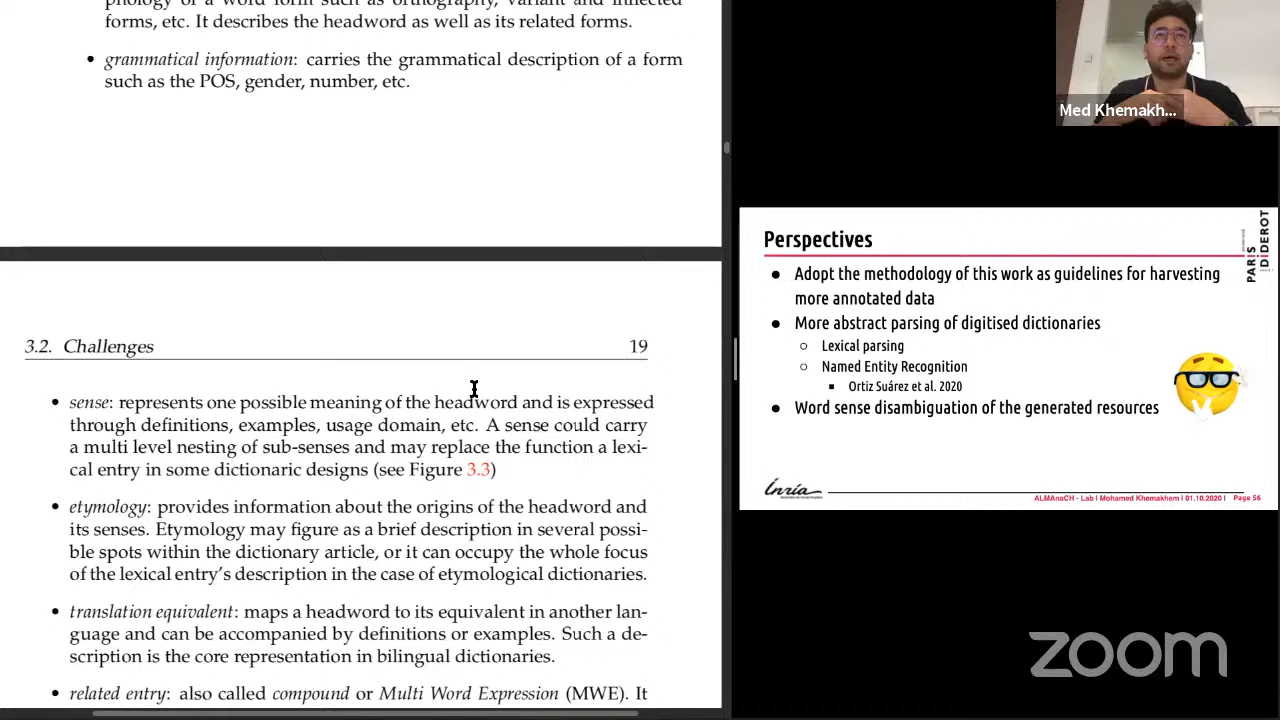 phology of a word form such as orthography, variant and inflected
forms, etc. It describes the headword as well as its related forms.
• grammatical information: carries the grammatical description of a form
such as the POS, gender, number, etc.
3.2. Challenges 19
• sense: represents one possible meaning of the headword and is expressed
through definitions, examples, usage domain, etc. A sense could carry
a multi level nesting of sub-senses and may replace the function a lexi-
cal entry in some dictionaric designs (see Figure 3.3)
• etymology: provides information about the origins of the headword and
its senses. Etymology may figure as a brief description in several possi-
ble spots within the dictionary article, or it can occupy the whole focus
of the lexical entry's description in the case of etymological dictionaries.
• translation equivalent: maps a headword to its equivalent in another lan-
guage and can be accompanied by definitions or examples. Such a de-
scription is the core representation in bilingual dictionaries.
• related entry: also called compound or Multi Word Expression (MWE). It
Med Khemakh...
Perspectives
PARIS
DIDEROT
• Adopt the methodology of this work as guidelines for harvesting
more annotated data
• More abstract parsing of digitised dictionaries
○ Lexical parsing
○ Named Entity Recognition
■ Ortiz Suárez et al. 2020
• Word sense disambiguation of the generated resources
Inria
ALMAnaCH - Lab I Mohamed Khemakhem I 01.10.2020 I Page 56
zoom